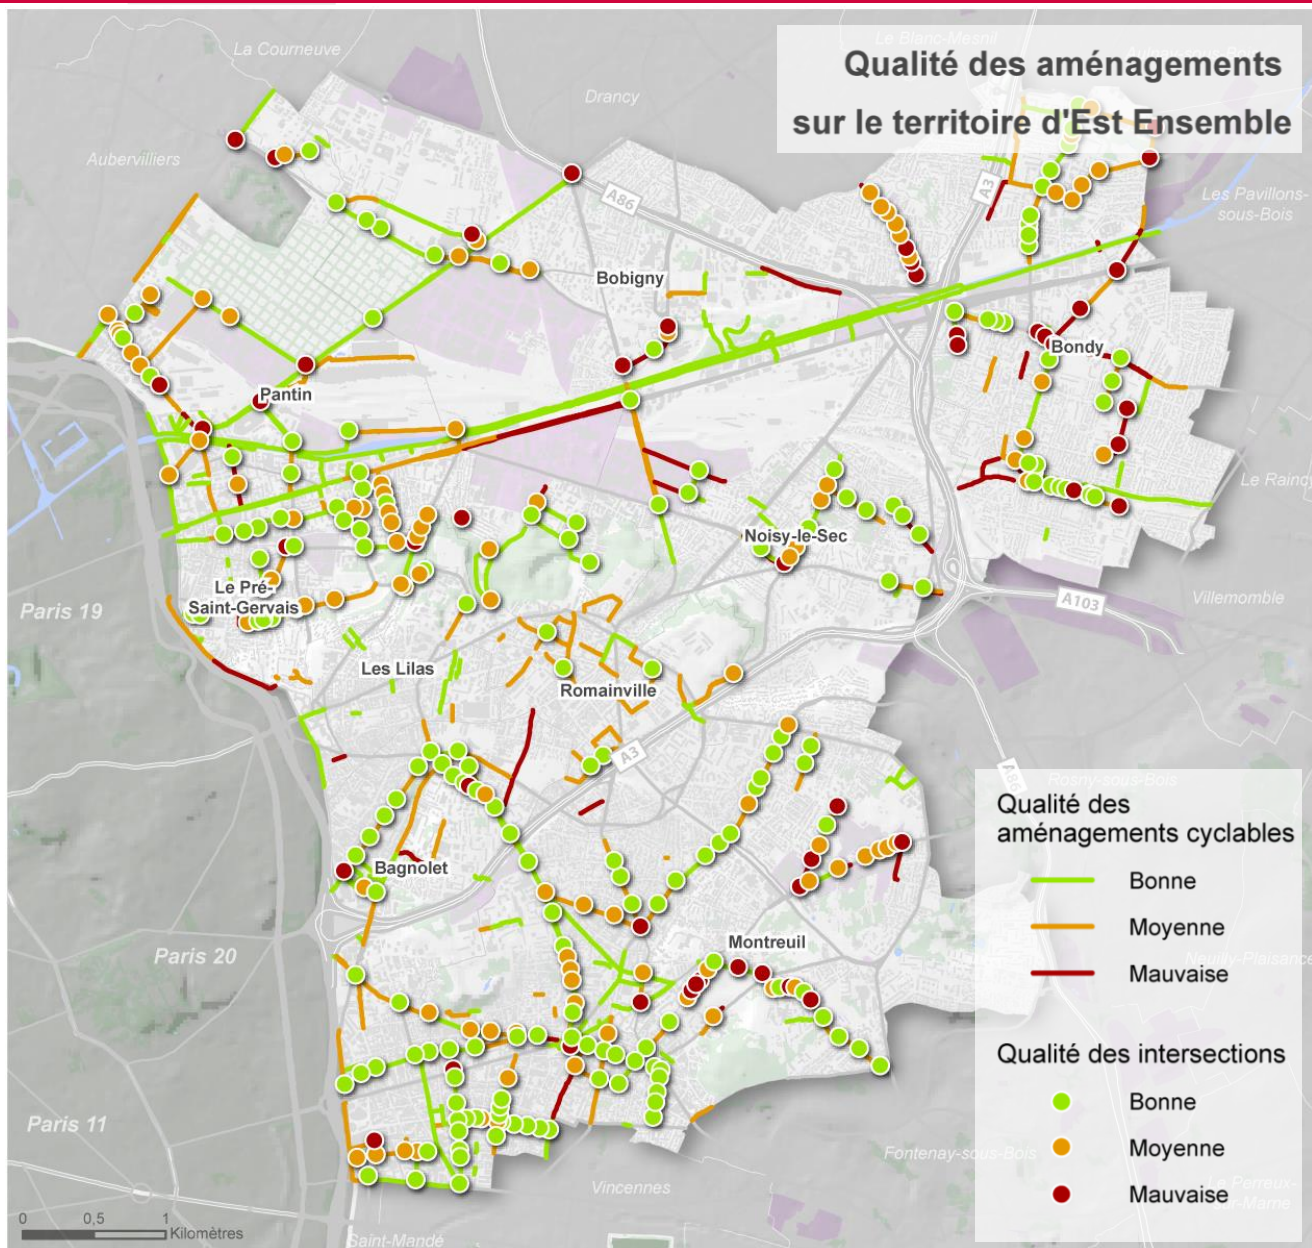 Qualité des aménagements
sur le territoire d'Est Ensemble
La Courneuve
Le Blanc-Mesnil
Aulnay-sous-Bois
Drancy
Aubervilliers
A86
A3
Les Pavillons-
sous-Bois
Bobigny
Bondy
Pantin
Le Raincy
Noisy-le-Sec
Le Pré-
Saint-Gervais
Paris 19
A103
Villemomble
Les Lilas
Romainville
A3
A86
Rosny-sous-Bois
Qualité des
aménagements cyclables
Bonne
Moyenne
Mauvaise
Bagnolet
Montreuil
Paris 20
Neuilly-Plaisance
Qualité des intersections
Bonne
Moyenne
Mauvaise
Paris 11
Fontenay-sous-Bois
Le Perreux-
sur-Marne
Vincennes
Saint-Mandé
0 0,5 1
Kilomètres